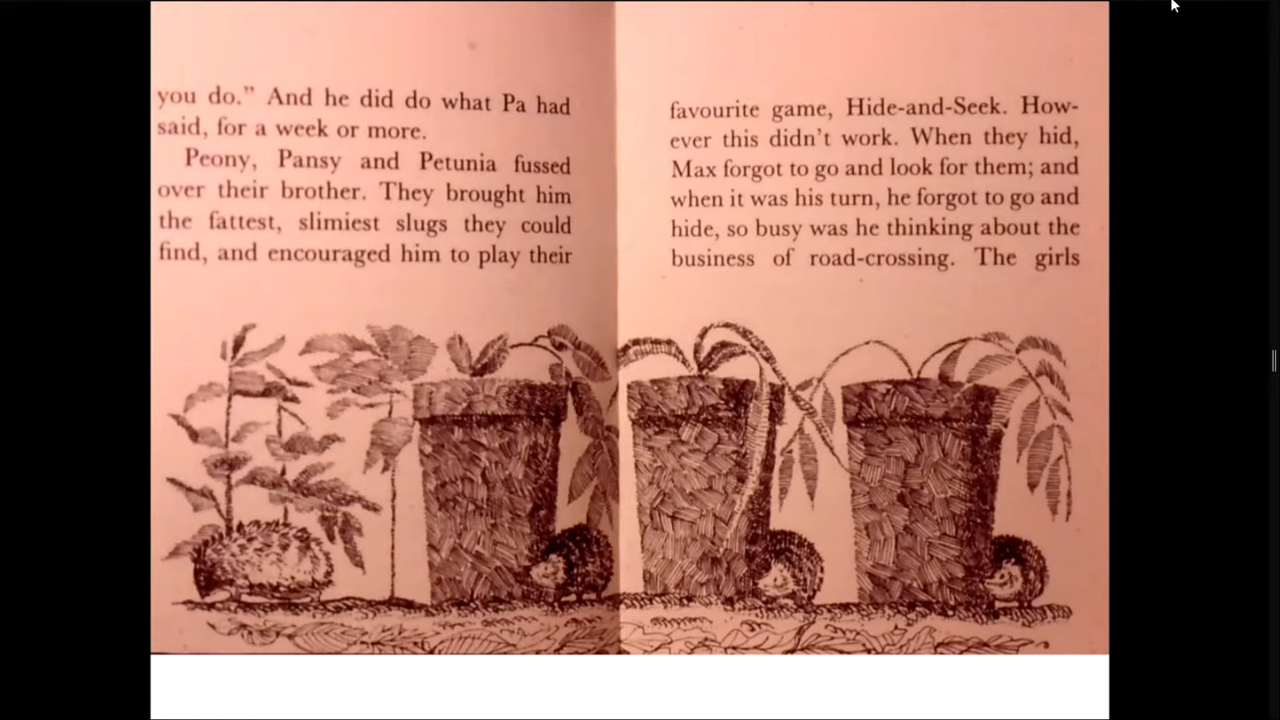 you do.” And he did do what Pa had
said, for a week or more.
Peony, Pansy and Petunia fussed
over their brother. They brought him
the fattest, slimiest slugs they could
find, and encouraged him to play their
favourite game, Hide-and-Seek. How-
ever this didn’t work. When they hid,
Max forgot to go and look for them; and
when it was his turn, he forgot to go and
hide, so busy was he thinking about the
business of road-crossing. The girls